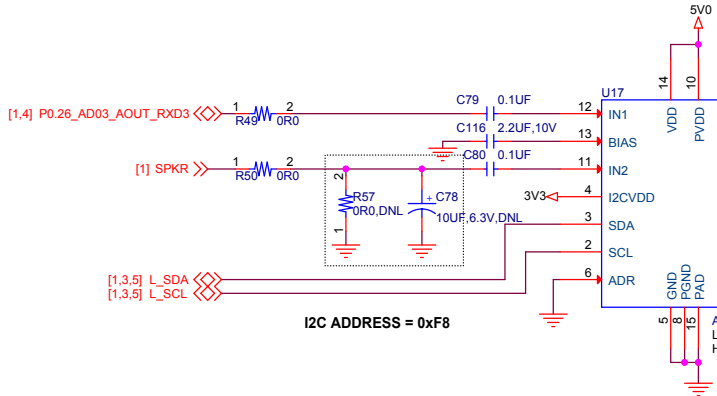 5V0
U17
14
10
VDD
PVDD
[1,4] P0.26_AD03_AOUT_RXD3
1
2
R49
0R0
C79
0.1UF
12
IN1
C116
2.2UF,10V
13
BIAS
[1] SPKR
1
2
R50
0R0
C80
0.1UF
11
IN2
2
R57
0R0,DNL
1
+
C78
10UF,6.3V,DNL
3V3
4
I2CVDD
3
SDA
2
SCL
[1,3,5] L_SDA
[1,3,5] L_SCL
6
ADR
I2C ADDRESS = 0xF8
GND
PGND
PAD
5
8
15
A
L
H